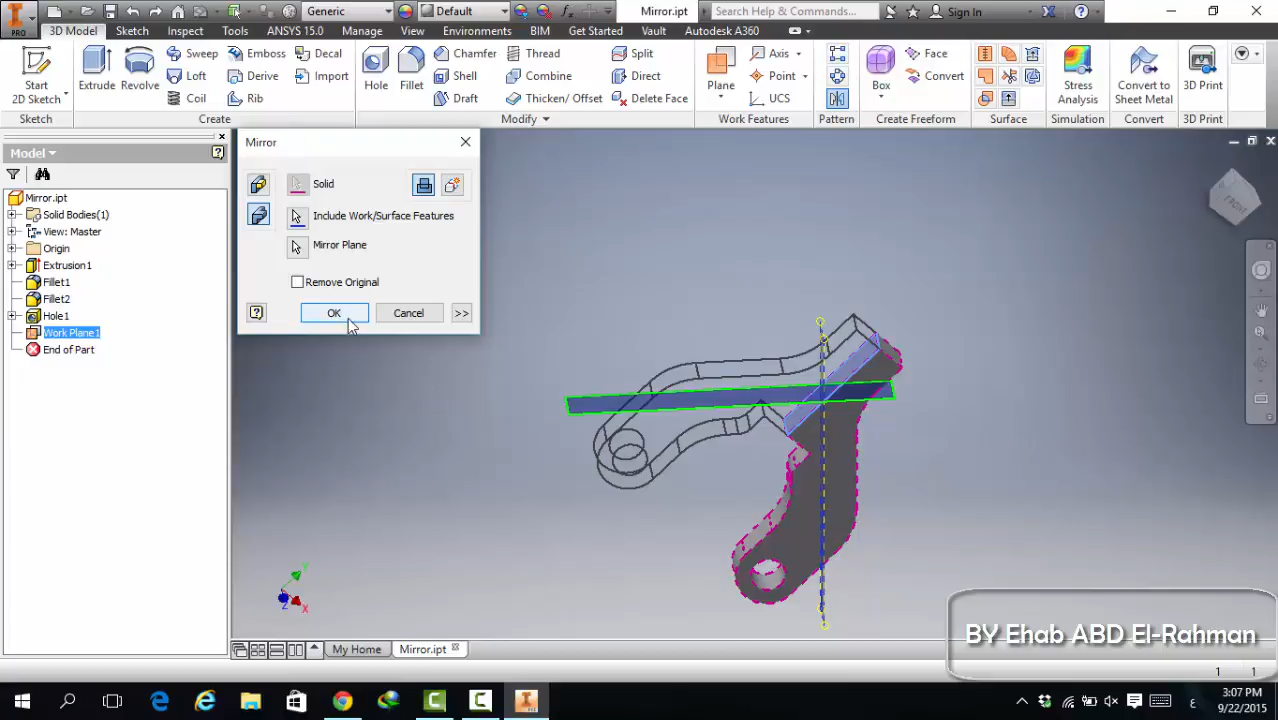 Generic
Default
Mirror.ipt
Search Help & Commands...
Sign In
PRO
3D Model
Sketch
Inspect
Tools
ANSYS 15.0
Manage
View
Environments
BIM
Get Started
Vault
Autodesk A360
Start
2D Sketch
Extrude
Revolve
Sweep
Emboss
Decal
Loft
Derive
Import
Coil
Rib
Hole
Fillet
Chamfer
Thread
Split
Shell
Combine
Direct
Draft
Thicken/ Offset
Delete Face
Plane
Axis
Point
UCS
Box
Face
Convert
Stress
Analysis
Convert to
Sheet Metal
3D Print
Sketch
Create
Modify
Work Features
Pattern
Create Freeform
Surface
Simulation
Convert
3D Print
Model
Mirror.ipt
Solid Bodies(1)
View: Master
Origin
Extrusion1
Fillet1
Fillet2
Hole1
Work Plane1
End of Part
Mirror
Solid
Include Work/Surface Features
Mirror Plane
Remove Original
OK
Cancel
>>
FRONT
Y
X
Z
BY Ehab ABD El-Rahman
My Home
Mirror.ipt
1
1
ع
3:07 PM
9/22/2015